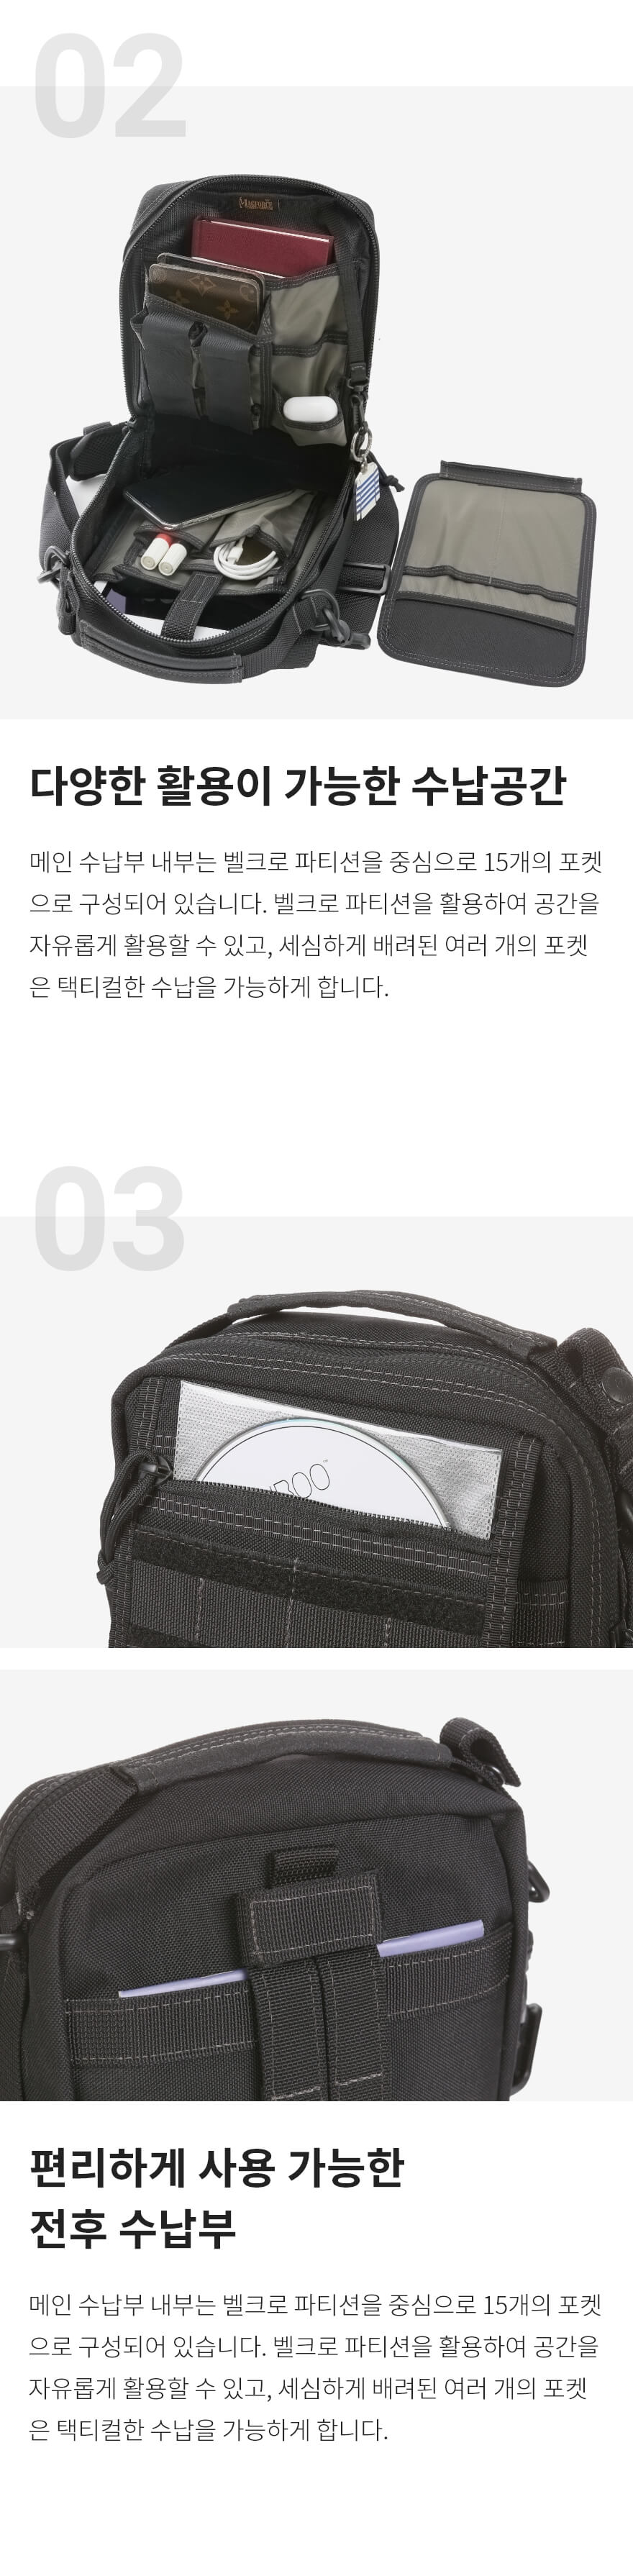 02
MAGFORCE
다양한 활용이 가능한 수납공간
메인 수납부 내부는 벨크로 파티션을 중심으로 15개의 포켓
으로 구성되어 있습니다. 벨크로 파티션을 활용하여 공간을
자유롭게 활용할 수 있고, 세심하게 배려된 여러 개의 포켓
은 택티컬한 수납을 가능하게 합니다.
03
편리하게 사용 가능한
전후 수납부
메인 수납부 내부는 벨크로 파티션을 중심으로 15개의 포켓
으로 구성되어 있습니다. 벨크로 파티션을 활용하여 공간을
자유롭게 활용할 수 있고, 세심하게 배려된 여러 개의 포켓
은 택티컬한 수납을 가능하게 합니다.